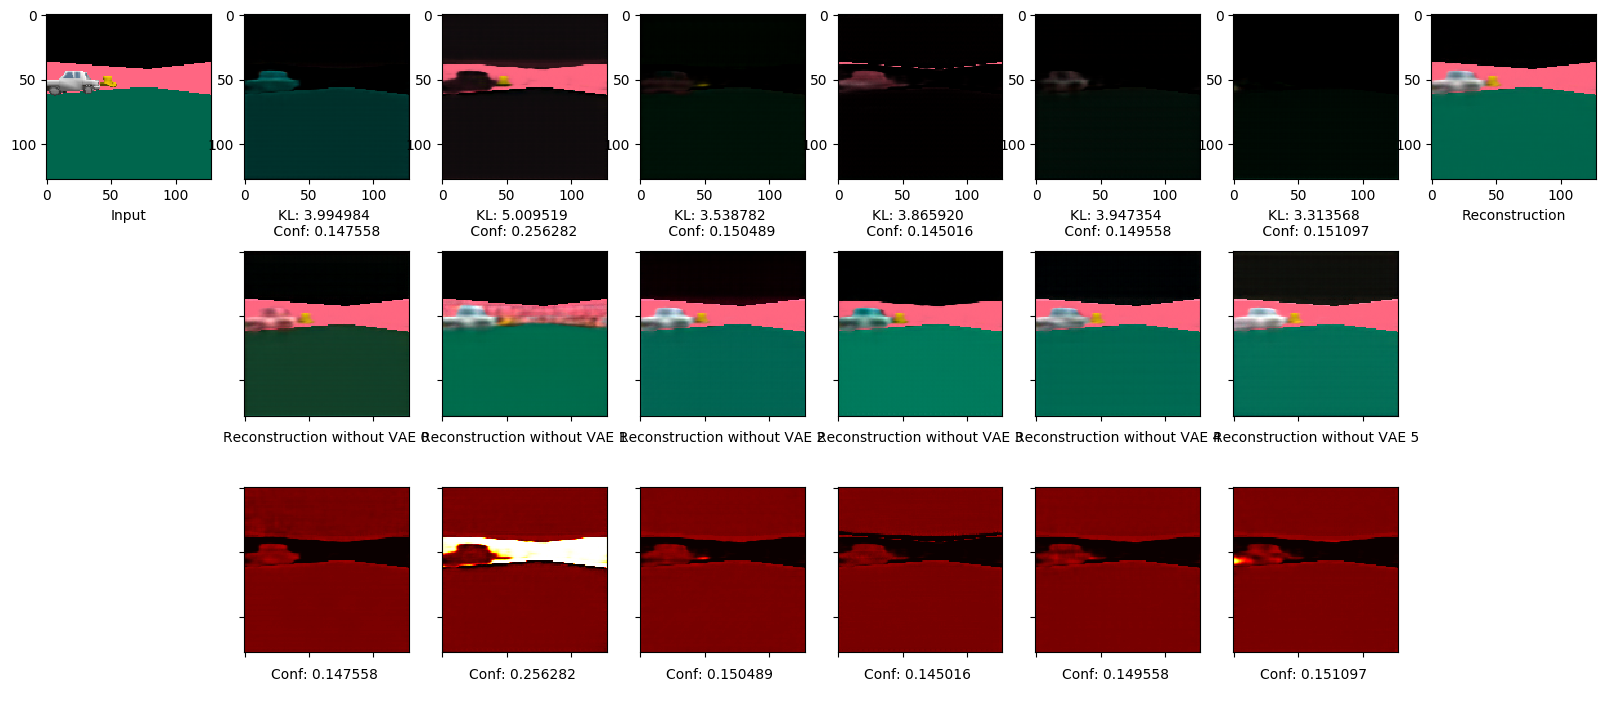 0
50
100
0
50
100
Input
0
50
100
0
50
100
KL: 3.994984
Conf: 0.147558
0
50
100
0
50
100
KL: 5.009519
Conf: 0.256282
0
50
100
0
50
100
KL: 3.538782
Conf: 0.150489
0
50
100
0
50
100
KL: 3.865920
Conf: 0.145016
0
50
100
0
50
100
KL: 3.947354
Conf: 0.149558
0
50
100
0
50
100
KL: 3.313568
Conf: 0.151097
0
50
100
0
50
100
Reconstruction
Reconstruction without VAE 0
Reconstruction without VAE 1
Reconstruction without VAE 2
Reconstruction without VAE 3
Reconstruction without VAE 4
Reconstruction without VAE 5
Conf: 0.147558
Conf: 0.256282
Conf: 0.150489
Conf: 0.145016
Conf: 0.149558
Conf: 0.151097